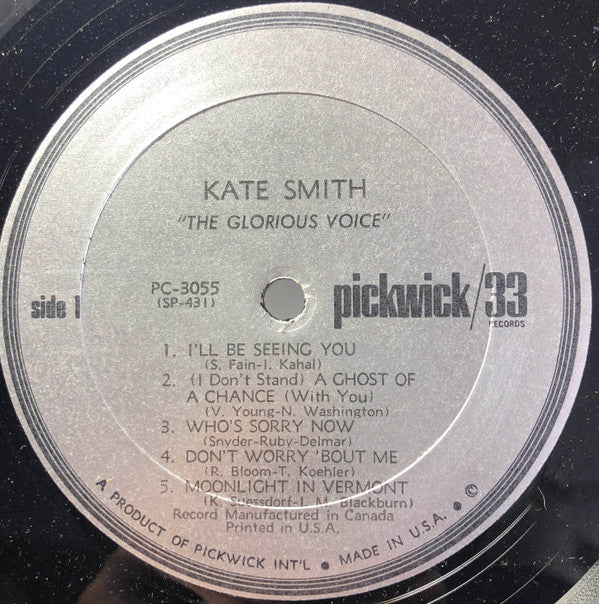 KATE SMITH
"THE GLORIOUS VOICE"
side 1
PC-3055
(SP-431)
pickwick/33
RECORDS
1. I'LL BE SEEING YOU
(S. Fain-I. Kahal)
2. (I Don't Stand) A GHOST OF
A CHANCE (With You)
(V. Young-N. Washington)
3. WHO'S SORRY NOW
(Snyder-Ruby-Delmar)
4. DON'T WORRY 'BOUT ME
(R. Bloom-T. Koehler)
5. MOONLIGHT IN VERMONT
(K. Suessdorf-I. M. Blackburn)
Record Manufactured in Canada
Printed in U.S.A.
A PRODUCT OF PICKWICK INT'L • MADE IN U.S.A. • ©